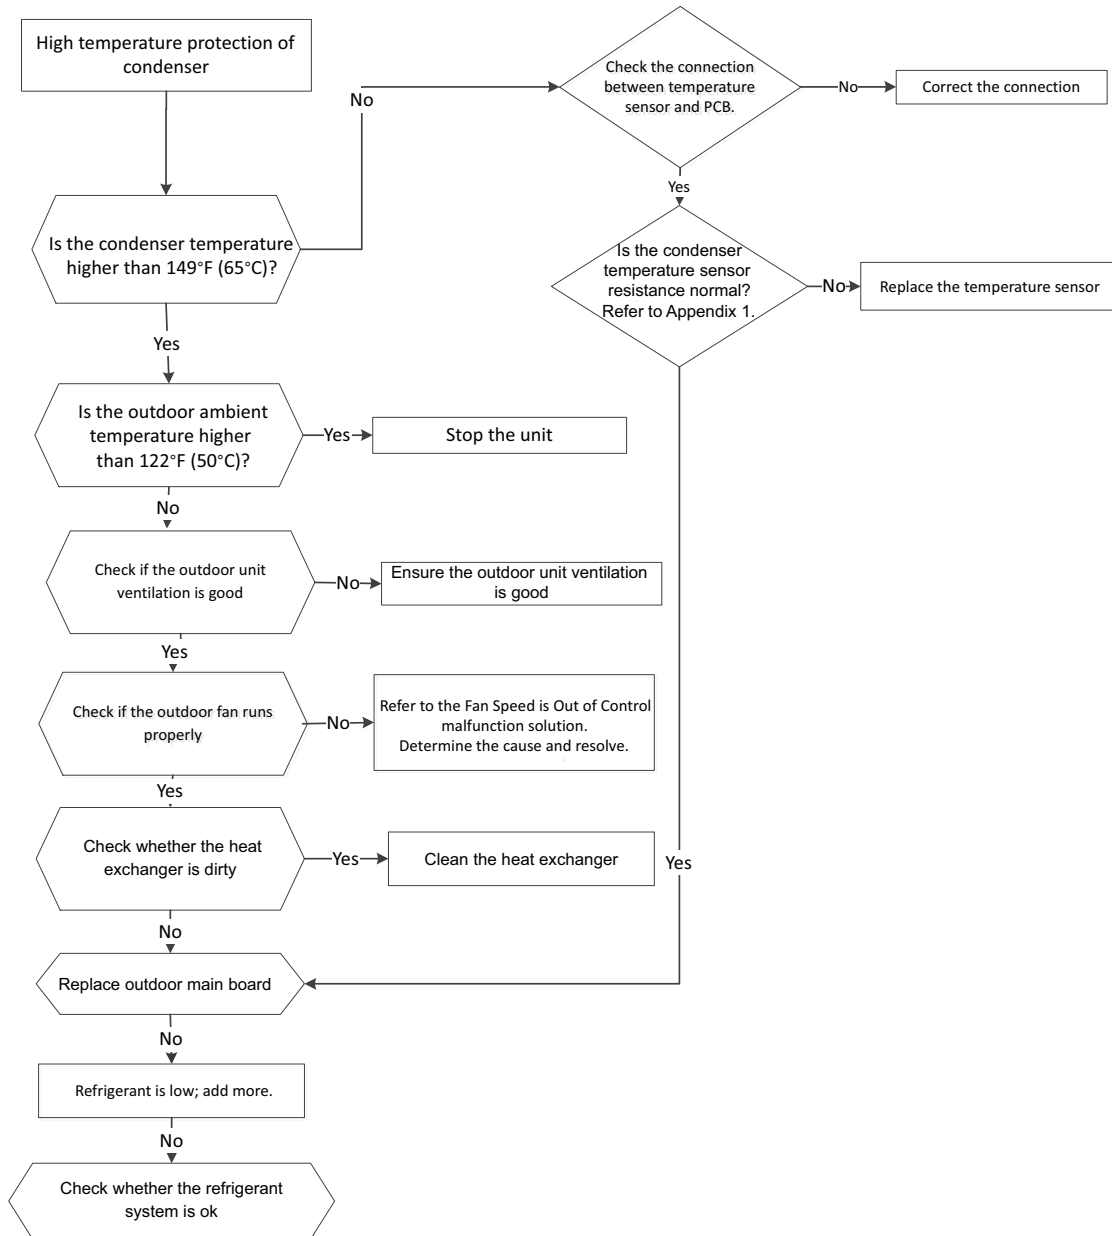 High temperature protection of
condenser
No
Check the connection
between temperature
sensor and PCB.
No
Correct the connection
Yes
Is the condenser temperature
higher than 149°F (65°C)?
Is the condenser
temperature sensor
resistance normal?
Refer to Appendix 1.
No
Replace the temperature sensor
Yes
Is the outdoor ambient
temperature higher
than 122°F (50°C)?
Yes
Stop the unit
No
Check if the outdoor unit
ventilation is good
No
Ensure the outdoor unit ventilation
is good
Yes
Check if the outdoor fan runs
properly
No
Refer to the Fan Speed is Out of Control
malfunction solution.
Determine the cause and resolve.
Yes
Check whether the heat
exchanger is dirty
Yes
Clean the heat exchanger
Yes
No
Replace outdoor main board
No
Refrigerant is low; add more.
No
Check whether the refrigerant
system is ok